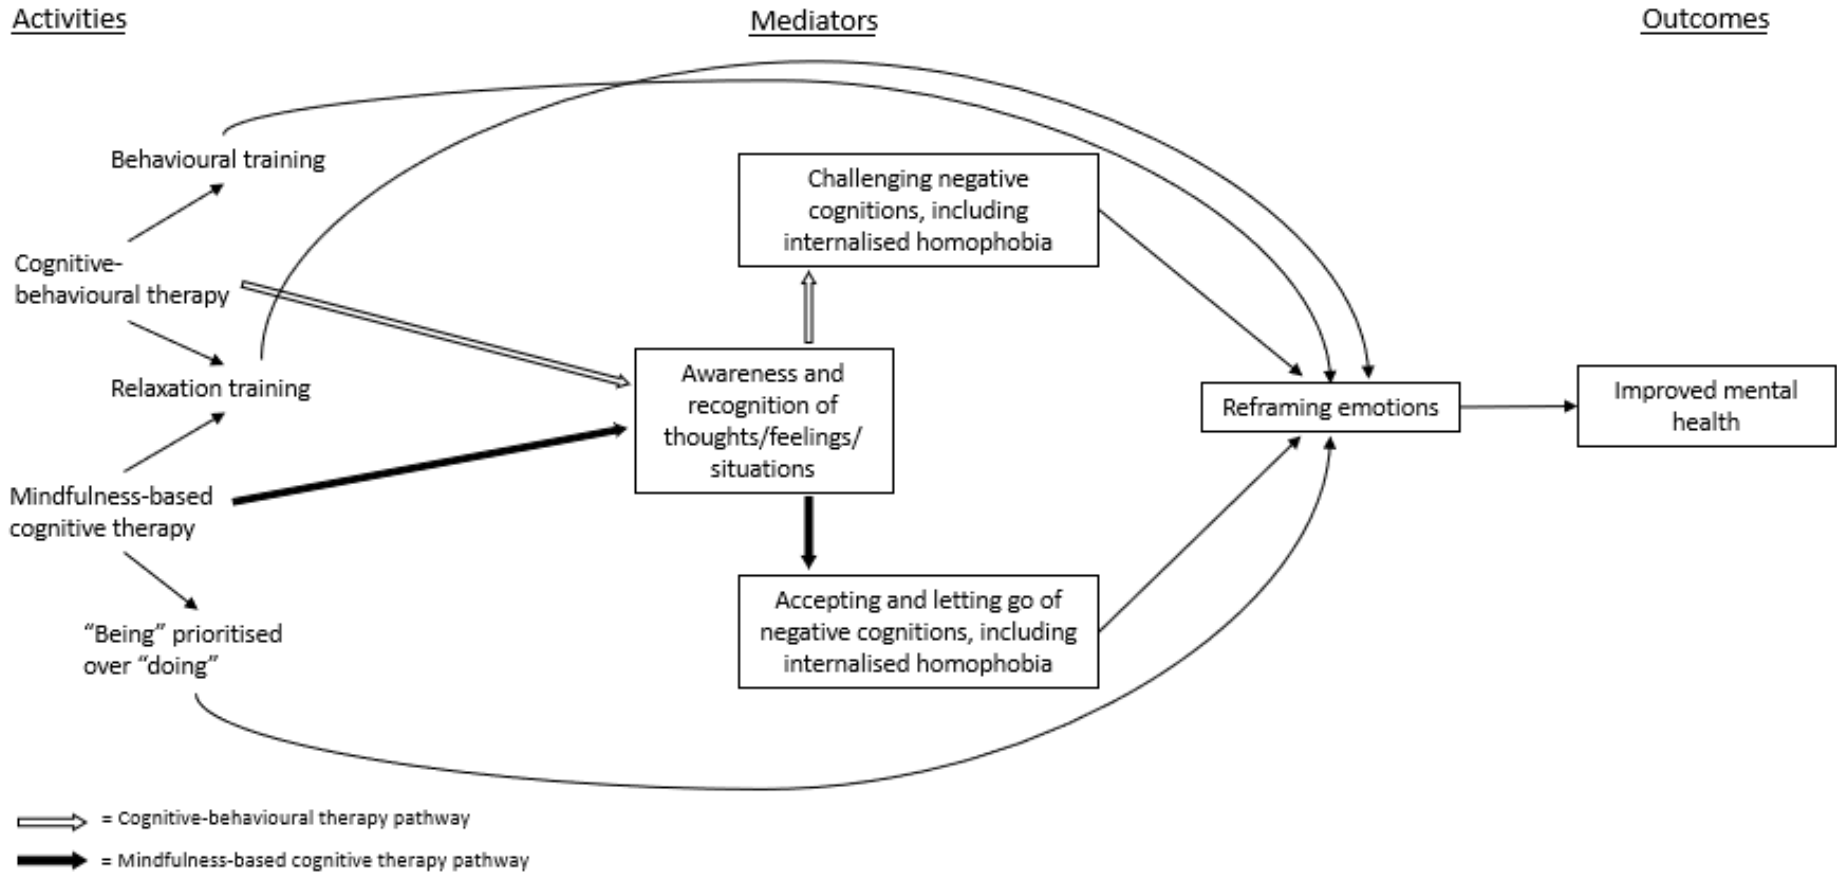 Activities
Mediators
Outcomes
Behavioural training
Cognitive-
behavioural therapy
Relaxation training
Mindfulness-based
cognitive therapy
“Being” prioritised
over “doing”
Challenging negative
cognitions, including
internalised homophobia
Awareness and
recognition of
thoughts/feelings/
situations
Accepting and letting go of
negative cognitions, including
internalised homophobia
Reframing emotions
Improved mental
health
= Cognitive-behavioural therapy pathway
= Mindfulness-based cognitive therapy pathway